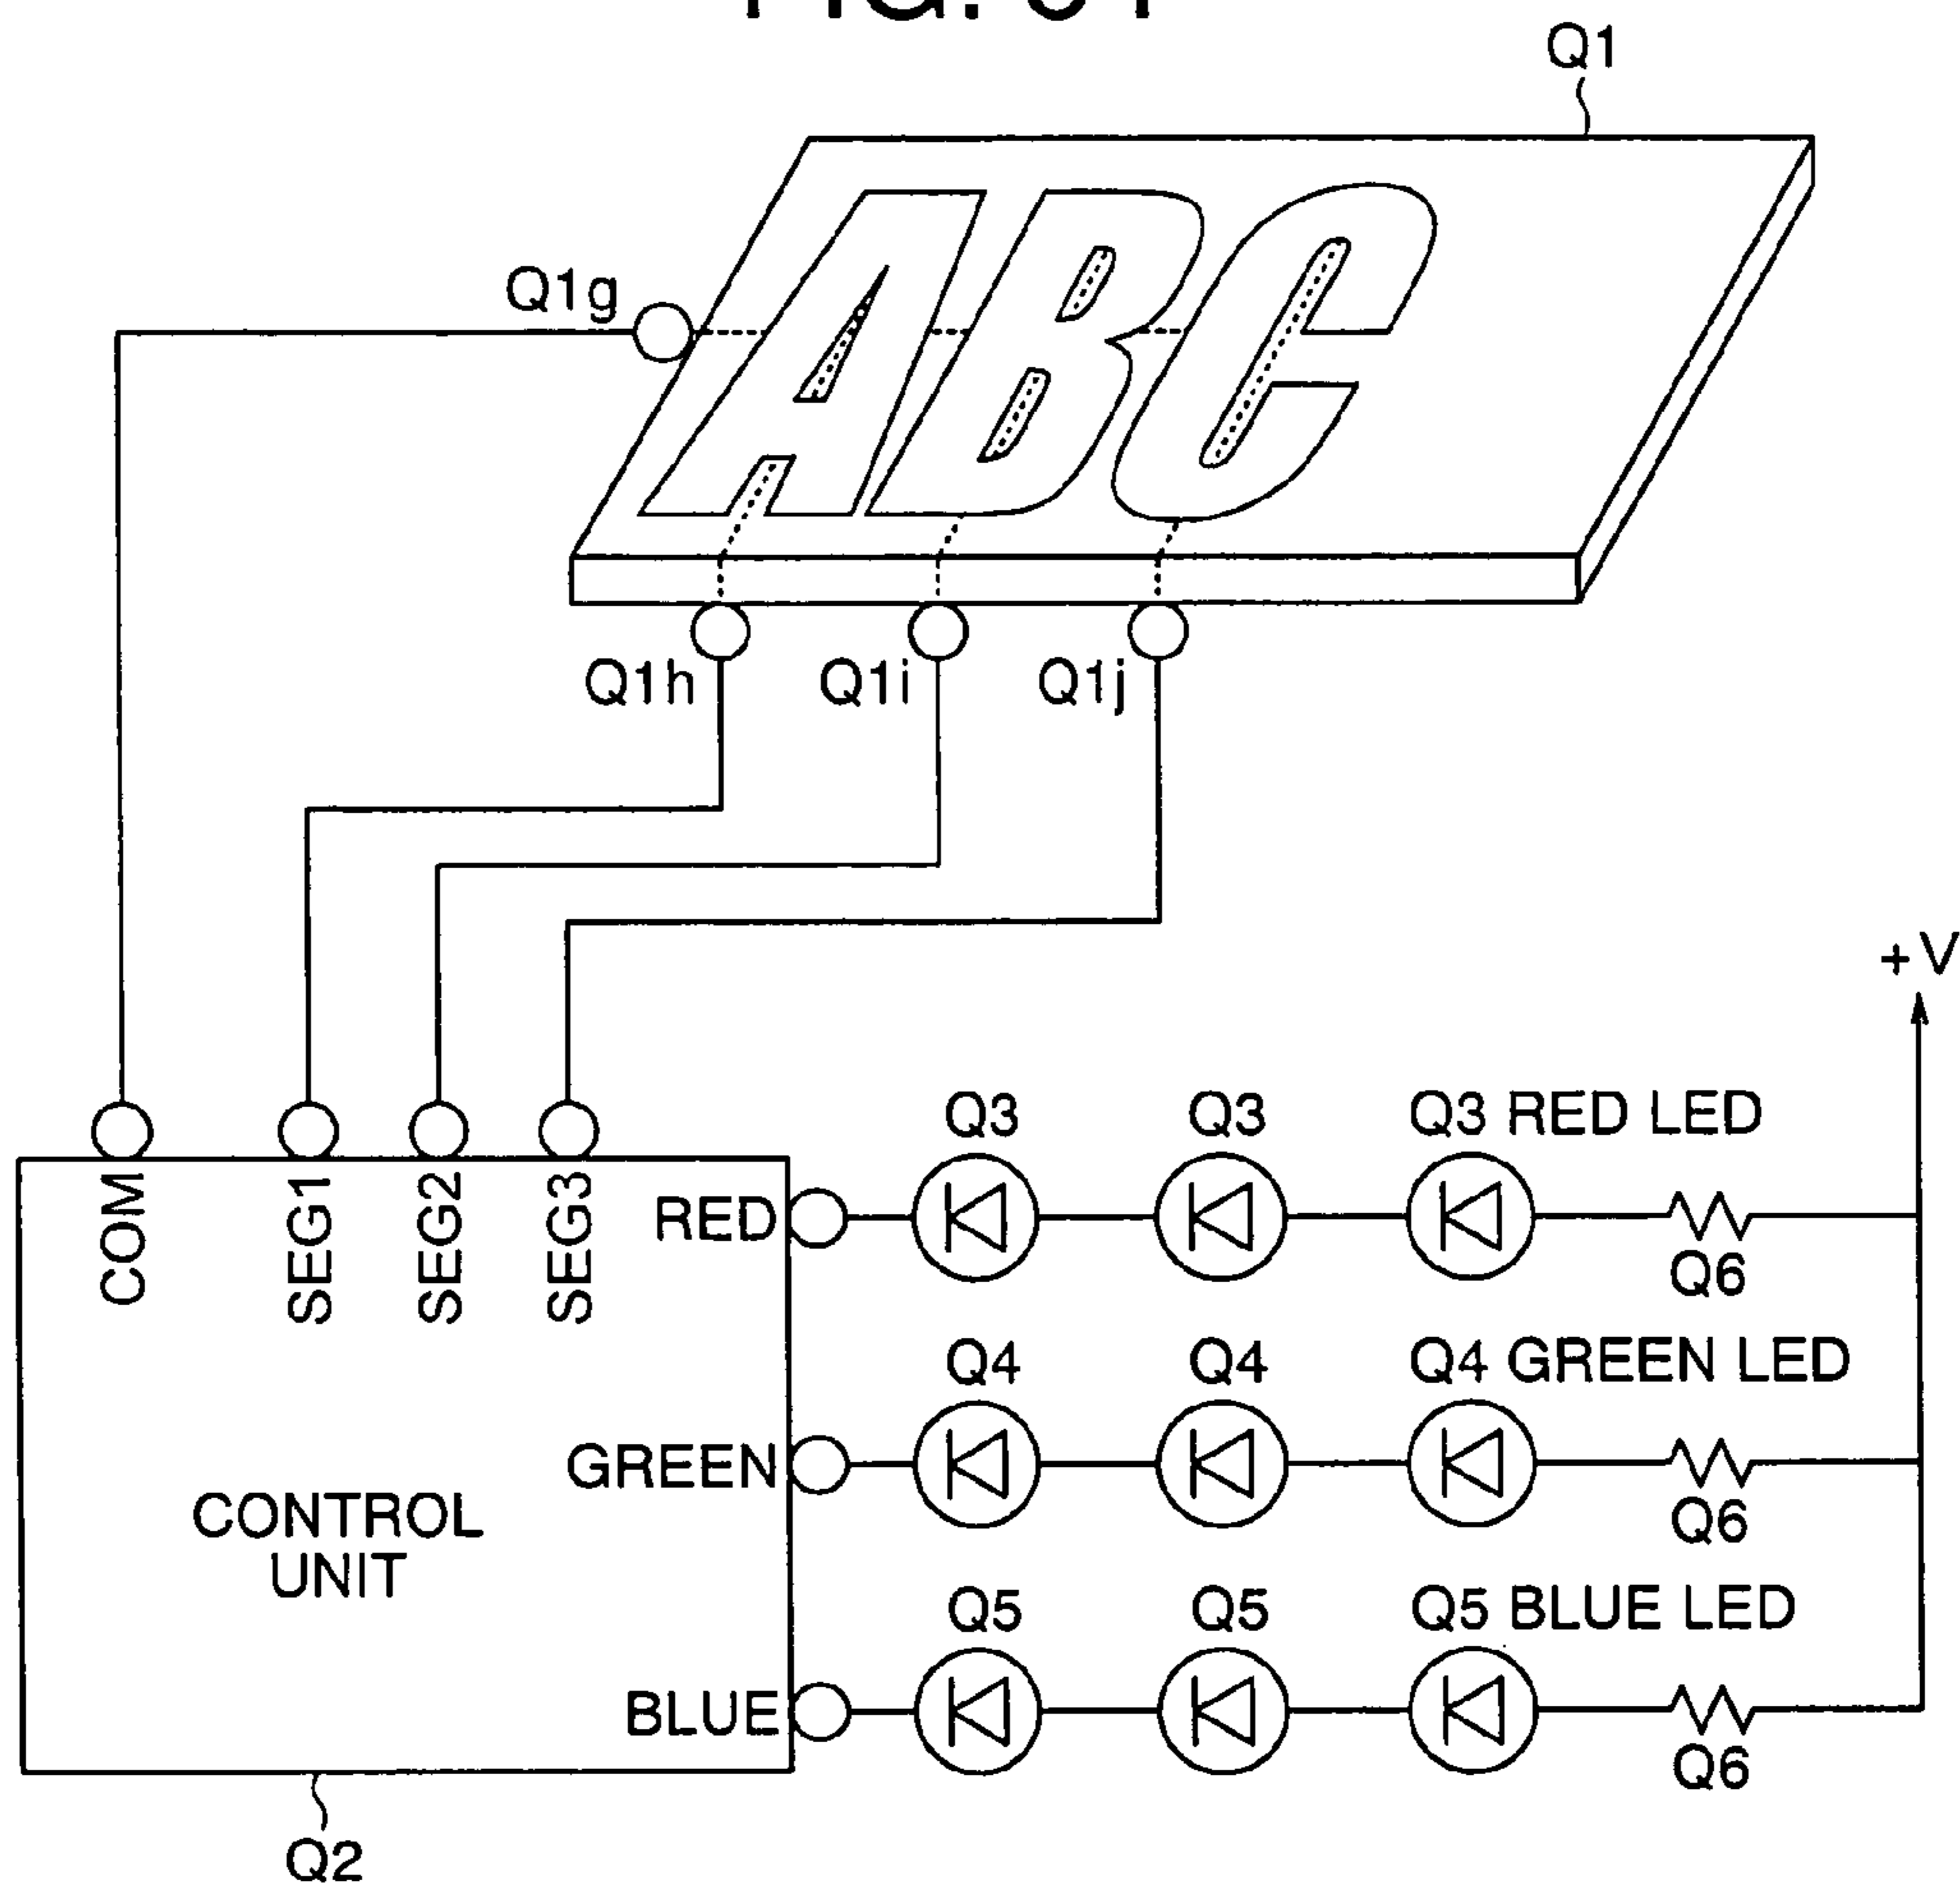 Q1
ABC
Q1g
Q1h Q1i Q1j
+V
COM SEG1 SEG2 SEG3
RED
Q3 Q3 Q3 RED LED
Q6
GREEN
Q4 Q4 Q4 GREEN LED
Q6
CONTROL
UNIT
BLUE
Q5 Q5 Q5 BLUE LED
Q6
Q2